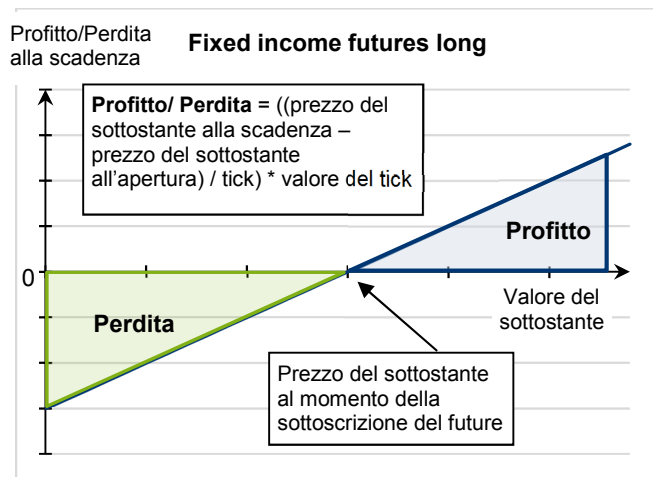 Profitto/Perdita
alla scadenza
Fixed income futures long
Profitto/ Perdita = ((prezzo del
sottostante alla scadenza –
prezzo del sottostante
all'apertura) / tick) * valore del tick
Profitto
0
Valore del
sottostante
Perdita
Prezzo del sottostante
al momento della
sottoscrizione del future